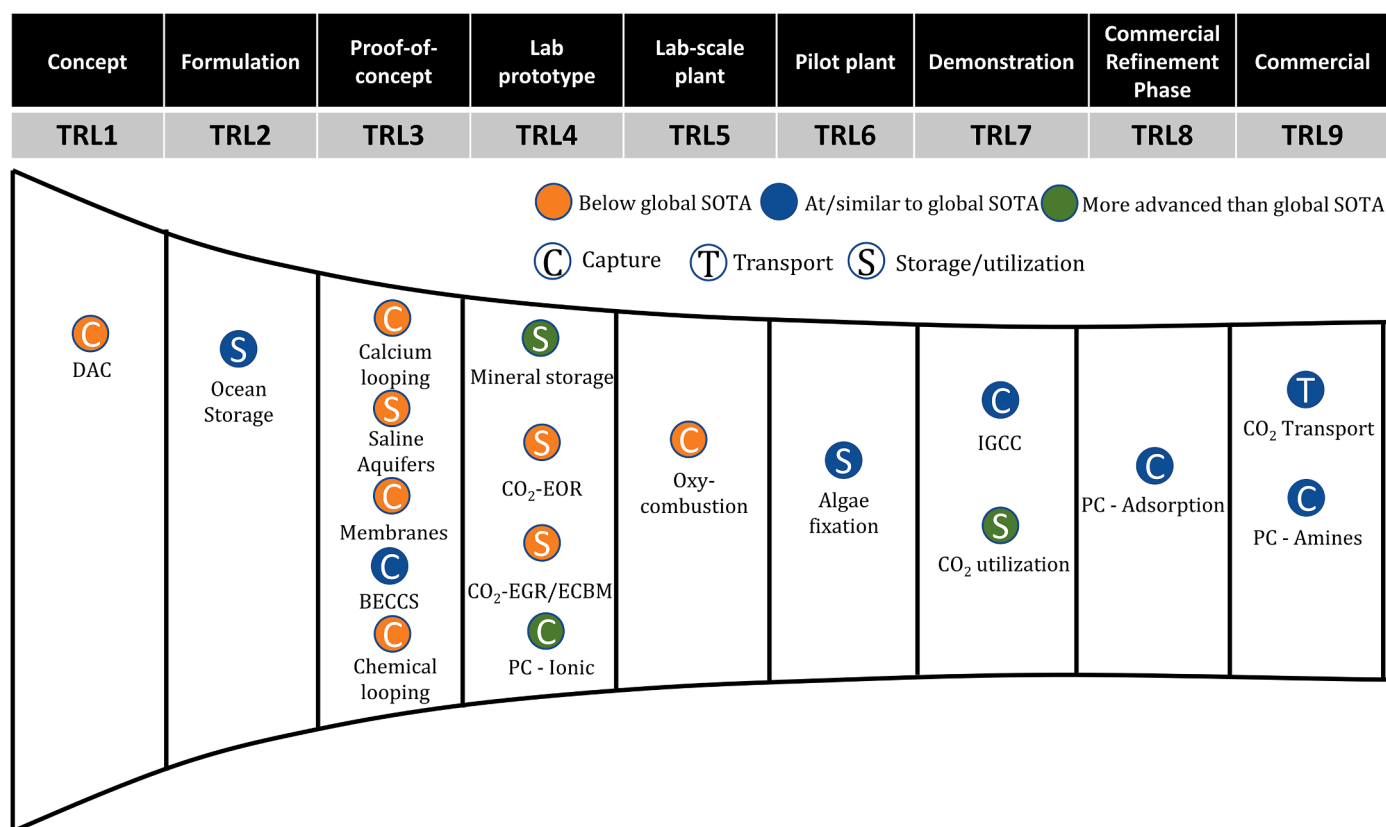 Concept
Formulation
Proof-of-
concept
Lab
prototype
Lab-scale
plant
Pilot plant
Demonstration
Commercial
Refinement
Phase
Commercial
TRL1
TRL2
TRL3
TRL4
TRL5
TRL6
TRL7
TRL8
TRL9
Below global SOTA
At/similar to global SOTA
More advanced than global SOTA
C Capture
T Transport
S Storage/utilization
C
DAC
S
Ocean
Storage
C
Calcium
looping
S
Saline
Aquifers
C
Membranes
C
BECCS
C
Chemical
looping
S
Mineral storage
S
CO₂-EOR
S
CO₂-EGR/ECBM
C
PC - Ionic
C
Oxy-
combustion
S
Algae
fixation
C
IGCC
S
CO₂ utilization
C
PC - Adsorption
T
CO₂ Transport
C
PC - Amines